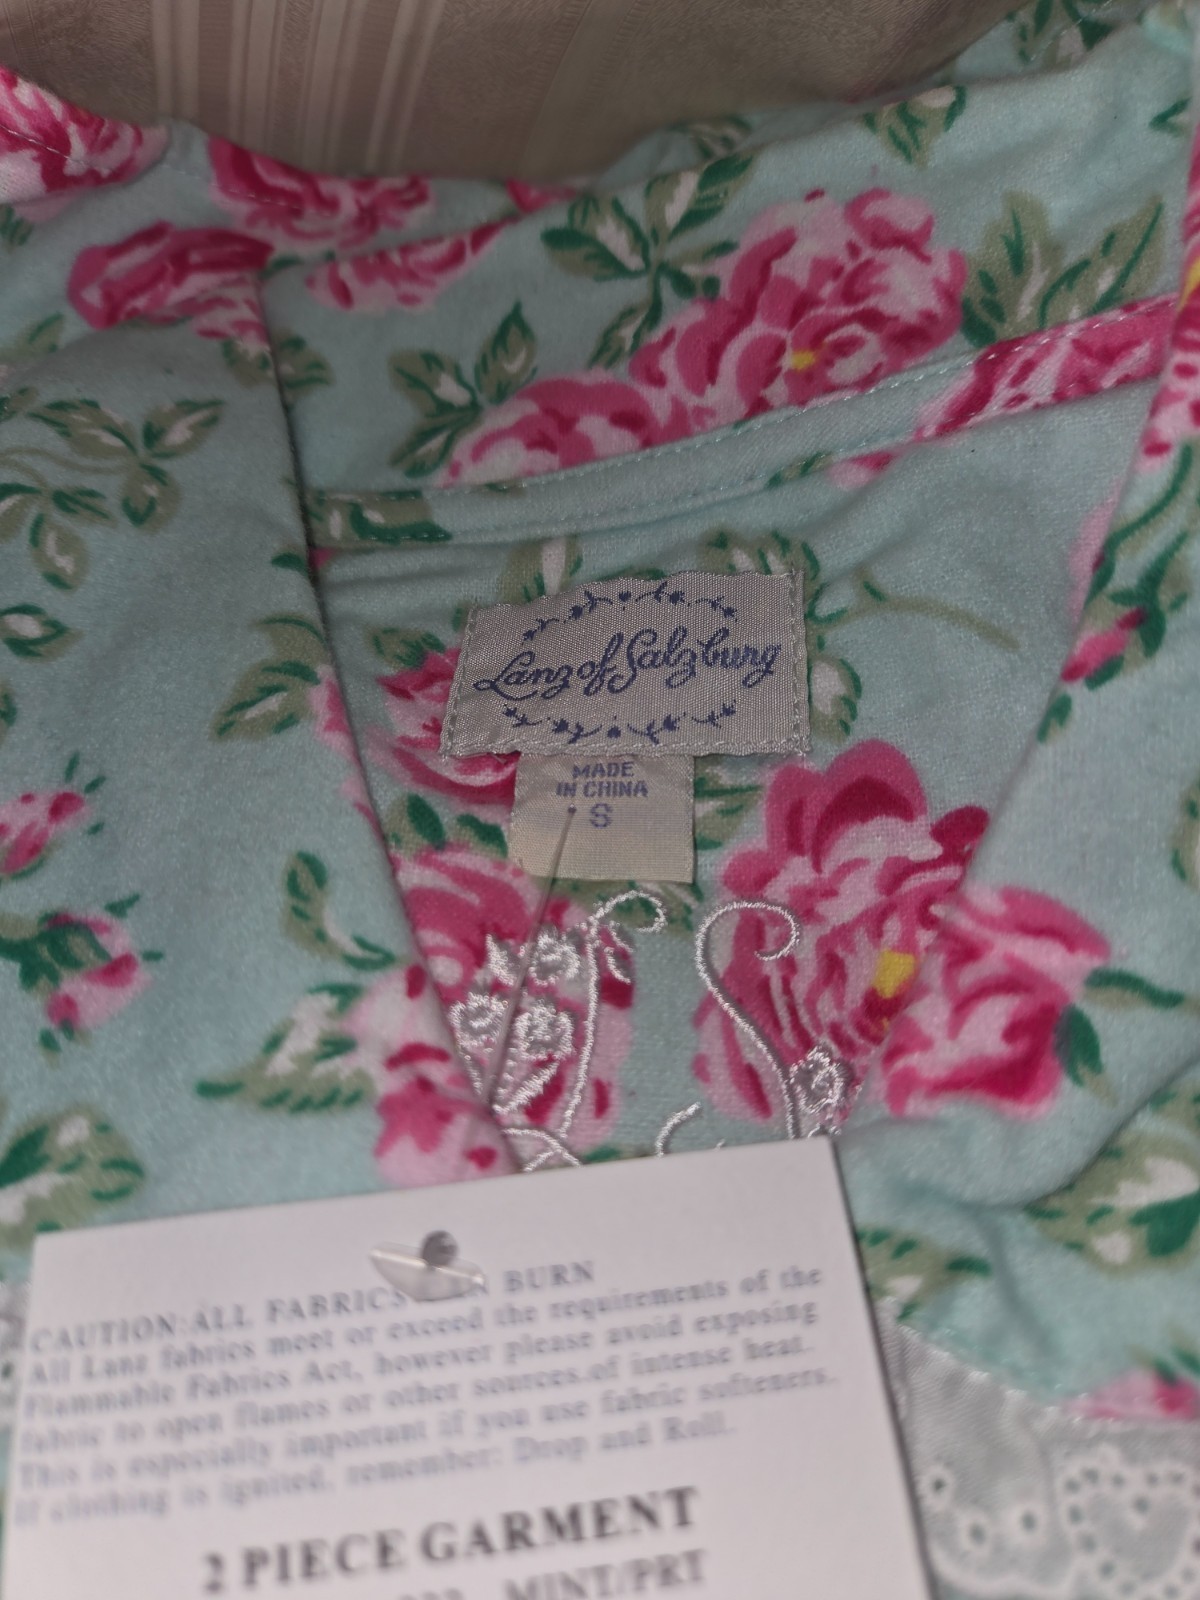 Lanz of Salzburg
MADE
IN CHINA
S
CAUTION:ALL FABRICS BURN
All Lanz fabrics meet or exceed the requirements of the
Flammable Fabrics Act, however please avoid exposing
fabric to open flames or other sources.of intense heat.
This is especially important if you use fabric softeners.
If clothing is ignited, remember: Drop and Roll.
2 PIECE GARMENT
MINT/PRT